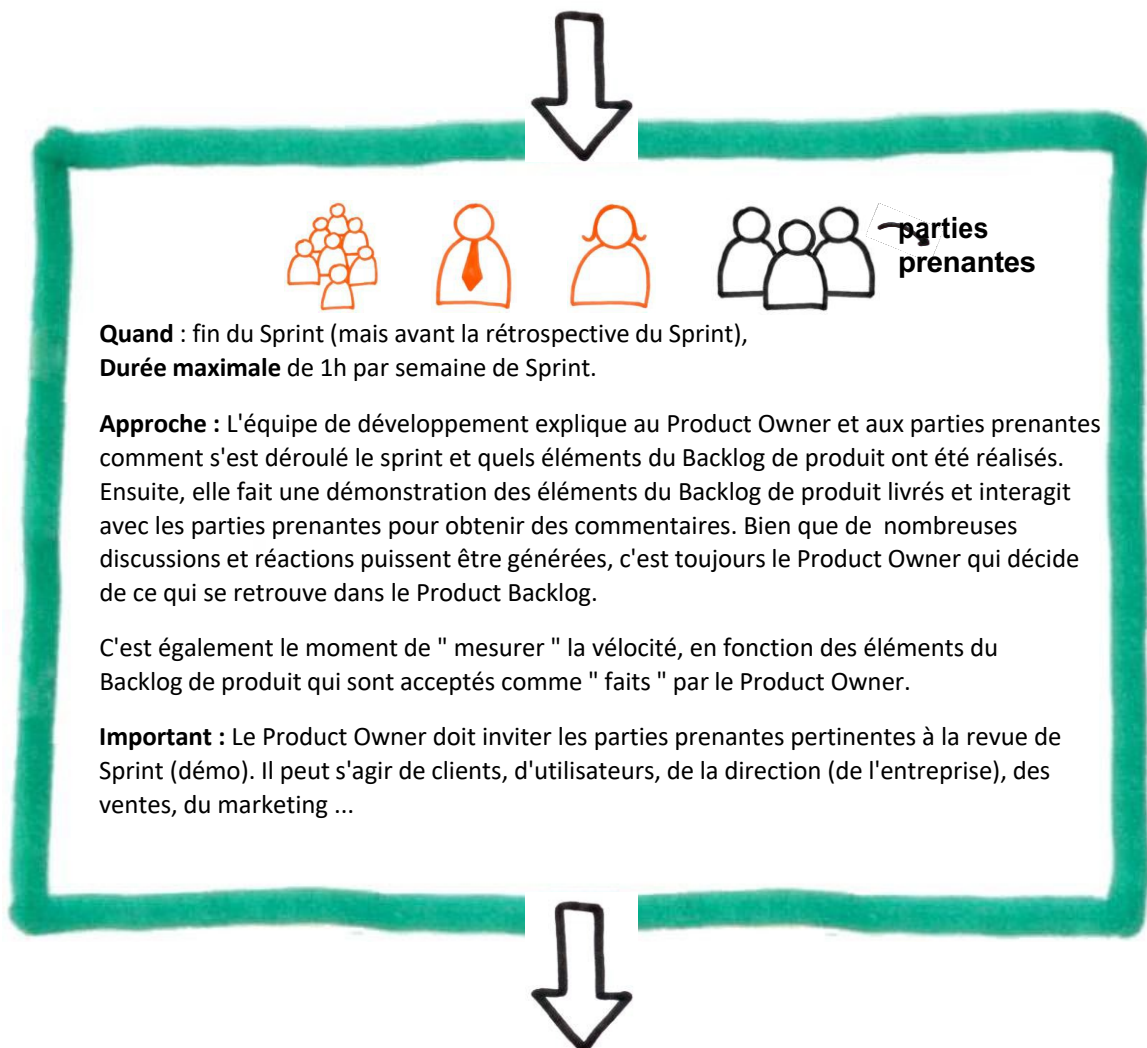 parties
prenantes
Quand : fin du Sprint (mais avant la rétrospective du Sprint),
Durée maximale de 1h par semaine de Sprint.
Approche : L'équipe de développement explique au Product Owner et aux parties prenantes
comment s'est déroulé le sprint et quels éléments du Backlog de produit ont été réalisés.
Ensuite, elle fait une démonstration des éléments du Backlog de produit livrés et interagit
avec les parties prenantes pour obtenir des commentaires. Bien que de nombreuses
discussions et réactions puissent être générées, c'est toujours le Product Owner qui décide
de ce qui se retrouve dans le Product Backlog.
C'est également le moment de " mesurer " la vélocité, en fonction des éléments du
Backlog de produit qui sont acceptés comme " faits " par le Product Owner.
Important : Le Product Owner doit inviter les parties prenantes pertinentes à la revue de
Sprint (démo). Il peut s'agir de clients, d'utilisateurs, de la direction (de l'entreprise), des
ventes, du marketing ...